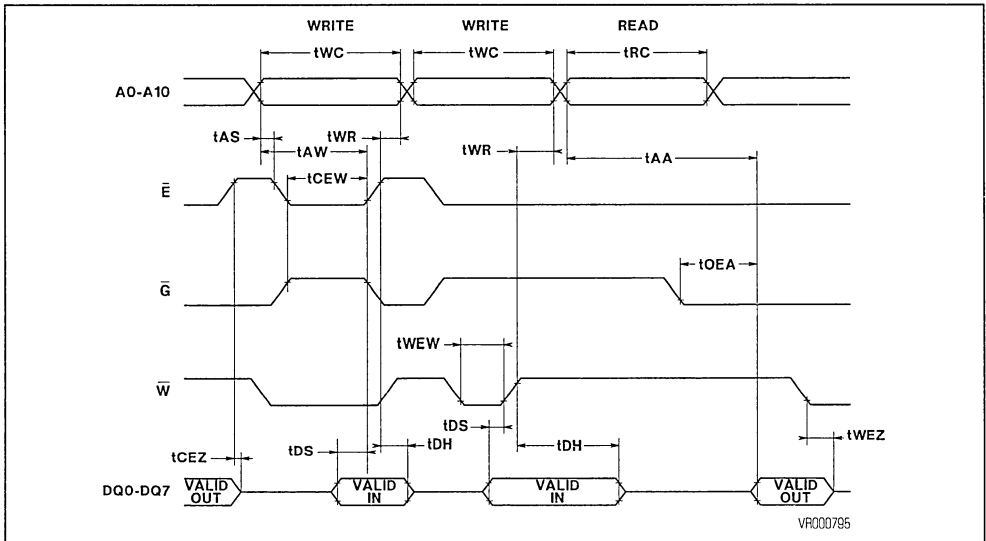 WRITE WRITE READ
tWC tWC tRC
A0-A10
tAS tWR
tAW tWR tAA
tCEW
E̅
tOEA
G̅
tWEW
W̅
tDS
tCEZ tDS tDH tDH tWEZ
DQ0-DQ7 VALID OUT VALID IN VALID IN VALID OUT
VR000795